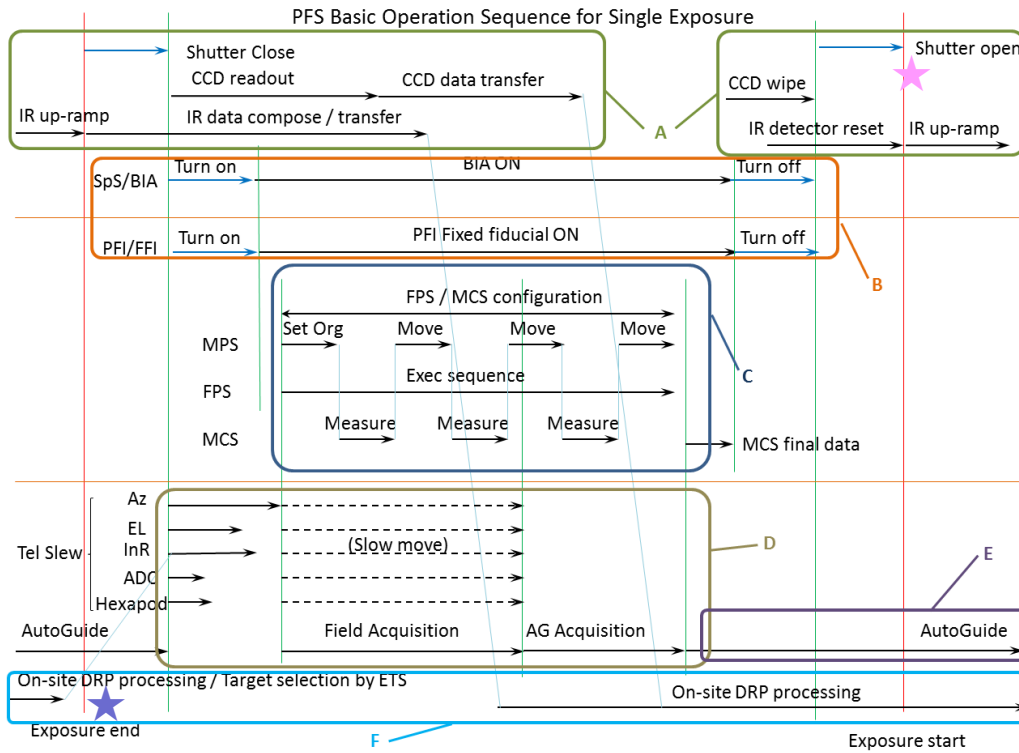 PFS Basic Operation Sequence for Single Exposure
Shutter Close
Shutter open
CCD readout
CCD data transfer
CCD wipe
IR up-ramp
IR data compose / transfer
A
IR detector reset
IR up-ramp
SpS/BIA
Turn on
BIA ON
Turn off
PFI/FFI
Turn on
PFI Fixed fiducial ON
Turn off
B
FPS / MCS configuration
MPS
Set Org
Move
Move
Move
C
FPS
Exec sequence
MCS
Measure
Measure
Measure
MCS final data
Tel Slew
Az
EL
InR
ADC
Hexapod
(Slow move)
D
E
AutoGuide
Field Acquisition
AG Acquisition
AutoGuide
On-site DRP processing / Target selection by ETS
On-site DRP processing
Exposure end
F
Exposure start